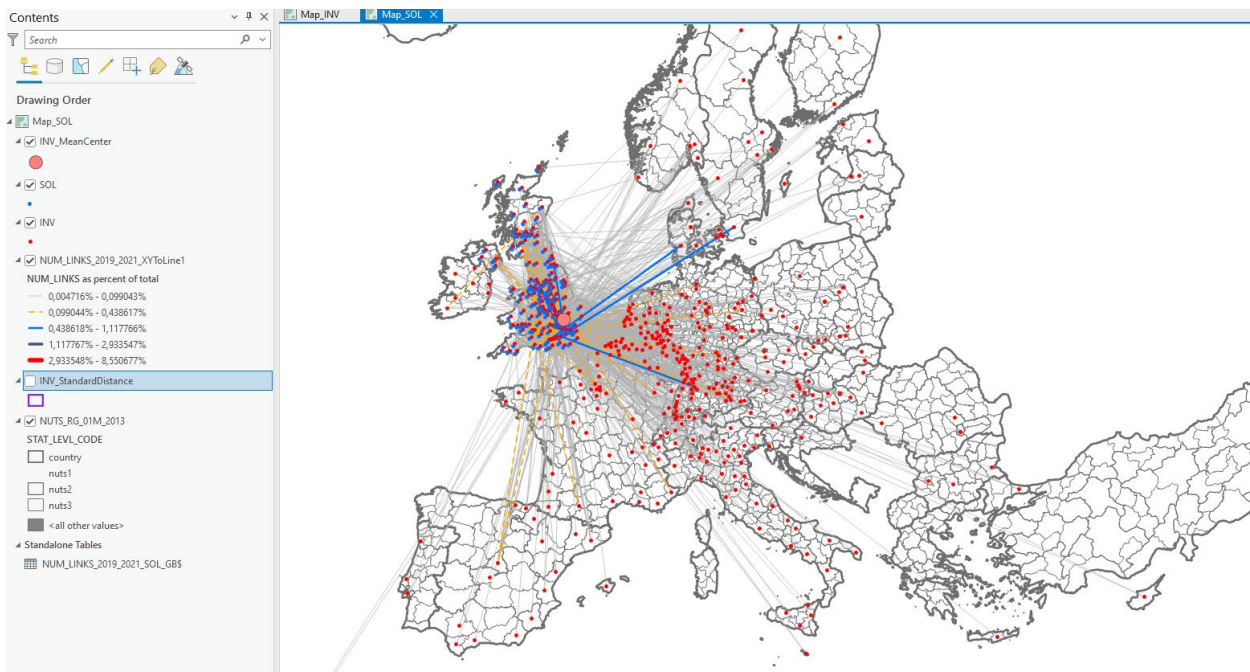 Contents
Map_INV
Map_SOL
Search
Drawing Order
Map_SOL
INV_MeanCenter
SOL
INV
NUM_LINKS_2019_2021_XYToLine1
NUM_LINKS as percent of total
0,004716% - 0,099043%
0,099044% - 0,438617%
0,438618% - 1,117766%
1,117767% - 2,933547%
2,933548% - 8,550677%
INV_StandardDistance
NUTS_RG_01M_2013
STAT_LEVL_CODE
country
nuts1
nuts2
nuts3
<all other values>
Standalone Tables
NUM_LINKS_2019_2021_SOL_GB$